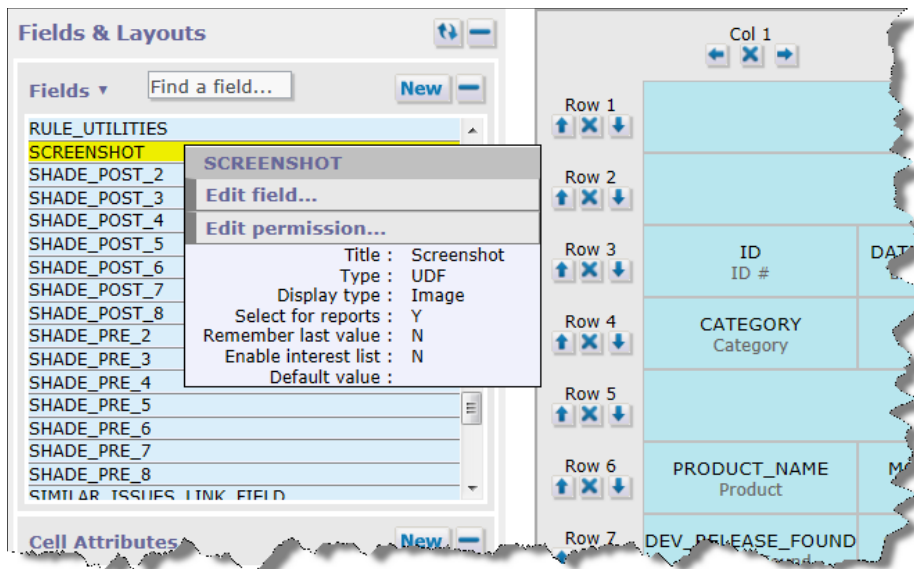 Fields & Layouts
Fields ▾ Find a field... New
RULE_UTILITIES
SCREENSHOT
SHADE_POST_2
SHADE_POST_3
SHADE_POST_4
SHADE_POST_5
SHADE_POST_6
SHADE_POST_7
SHADE_POST_8
SHADE_PRE_2
SHADE_PRE_3
SHADE_PRE_4
SHADE_PRE_5
SHADE_PRE_6
SHADE_PRE_7
SHADE_PRE_8
SIMILAR_ISSUES_LINK_FIELD
SCREENSHOT
Edit field...
Edit permission...
Title : Screenshot
Type : UDF
Display type : Image
Select for reports : Y
Remember last value : N
Enable interest list : N
Default value :
Cell Attributes New
Col 1
Row 1
Row 2
Row 3
ID
ID #
Row 4
CATEGORY
Category
Row 5
Row 6
PRODUCT_NAME
Product
Row 7
DEV_RELEASE_FOUND